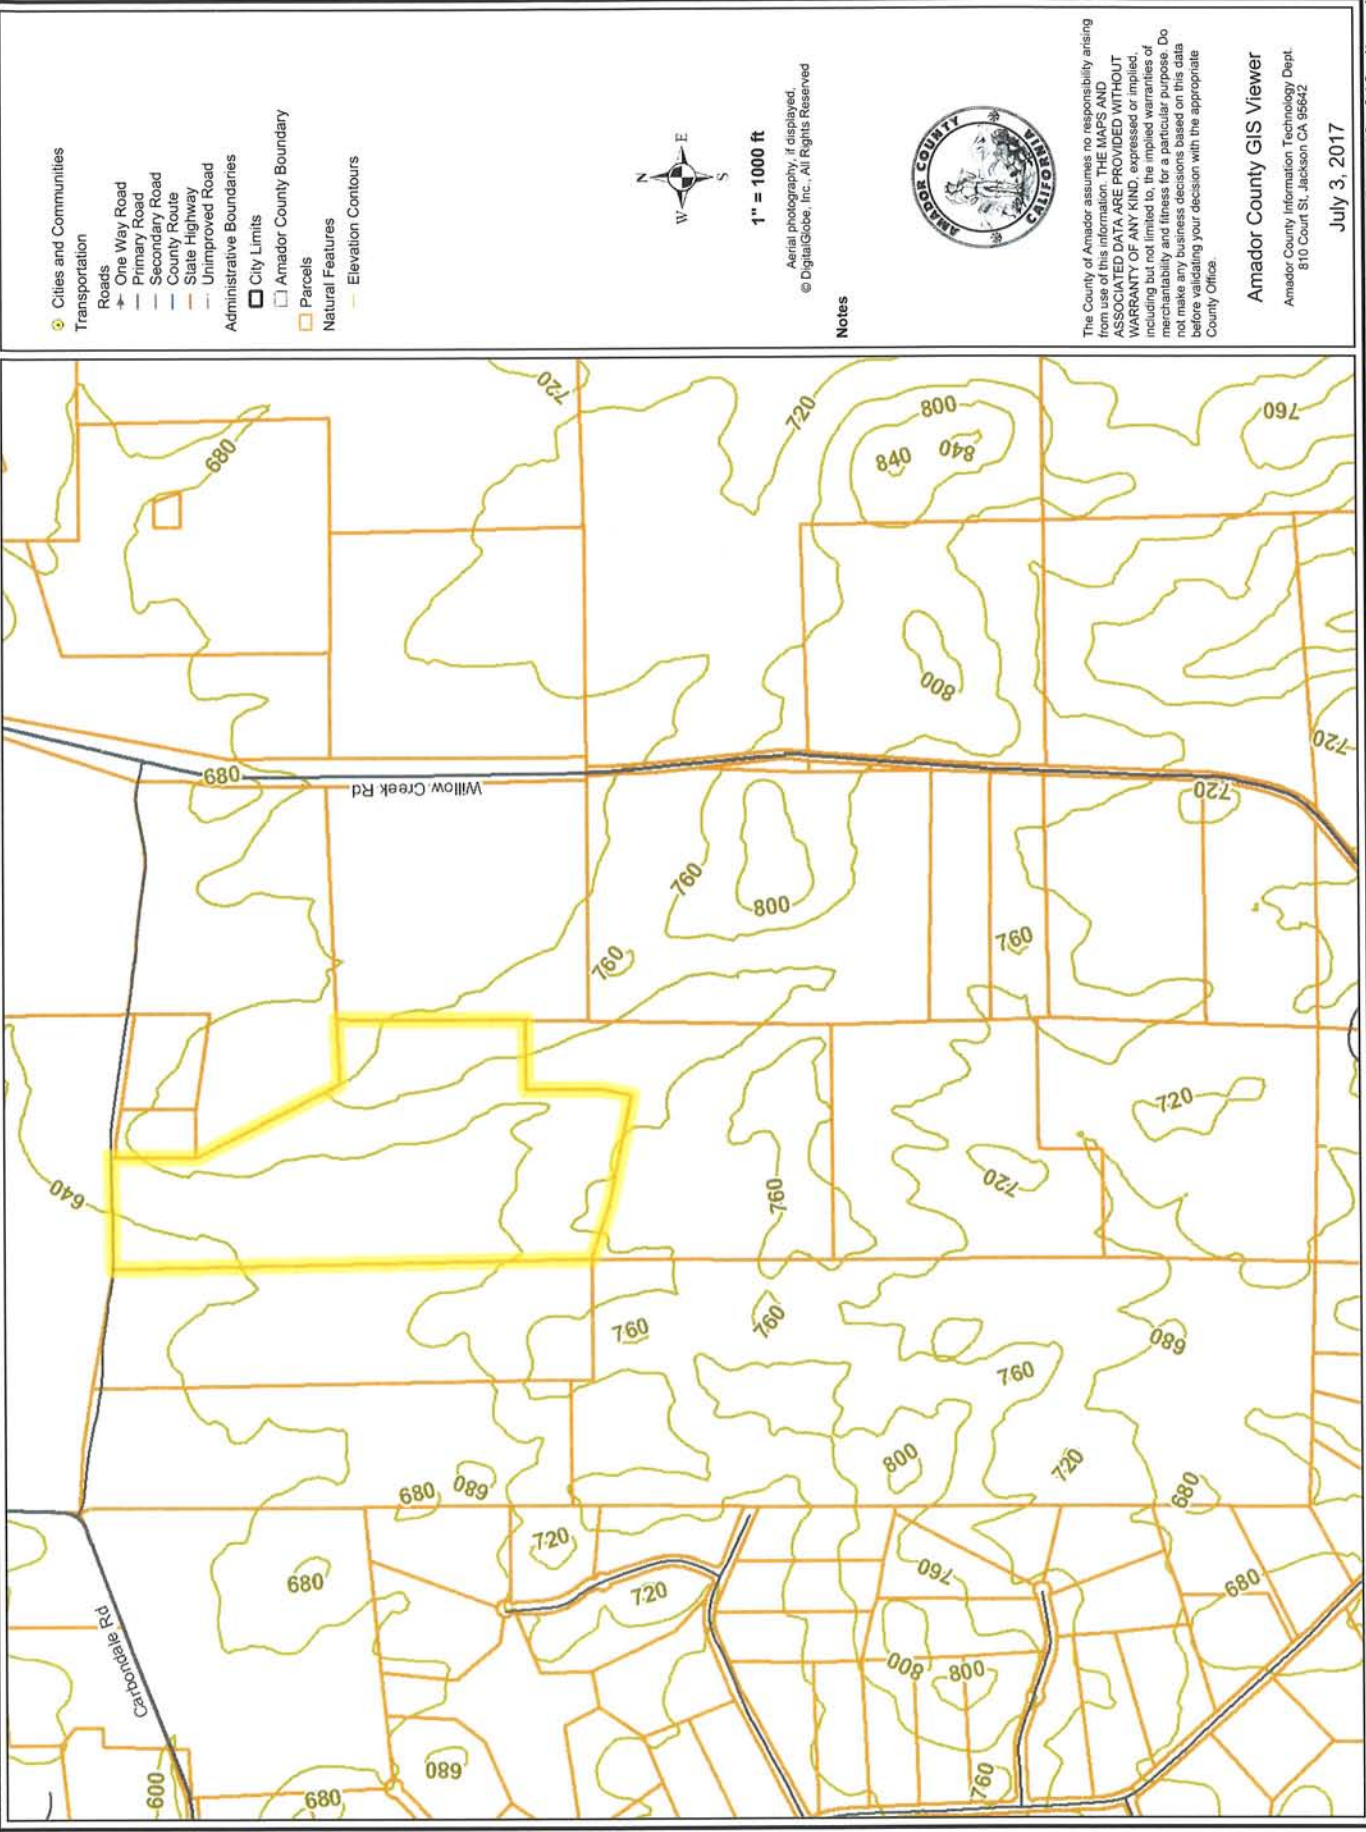 Cities and Communities
Transportation
Roads
One Way Road
Primary Road
Secondary Road
County Route
State Highway
Unimproved Road
Administrative Boundaries
City Limits
Amador County Boundary
Parcels
Natural Features
Elevation Contours
N
W
E
S
1" = 1000 ft
Aerial photography, if displayed,
© DigitalGlobe, Inc., All Rights Reserved
Notes
AMADOR COUNTY
CALIFORNIA
The County of Amador assumes no responsibility arising
from use of this information. THE MAPS AND
ASSOCIATED DATA ARE PROVIDED WITHOUT
WARRANTY OF ANY KIND, expressed or implied,
including but not limited to, the implied warranties of
merchantability and fitness for a particular purpose. Do
not make any business decisions based on this data
before validating your decision with the appropriate
County Office.
Amador County GIS Viewer
Amador County Information Technology Dept.
810 Court St, Jackson CA 95642
July 3, 2017
720
680
720
800
840
840
760
800
720
680
Willow Creek Rd
720
760
800
760
760
640
720
720
760
760
760
680
760
800
720
680
680
680
720
680
720
760
680
Carbondale Rd
800
800
680
760
600
680